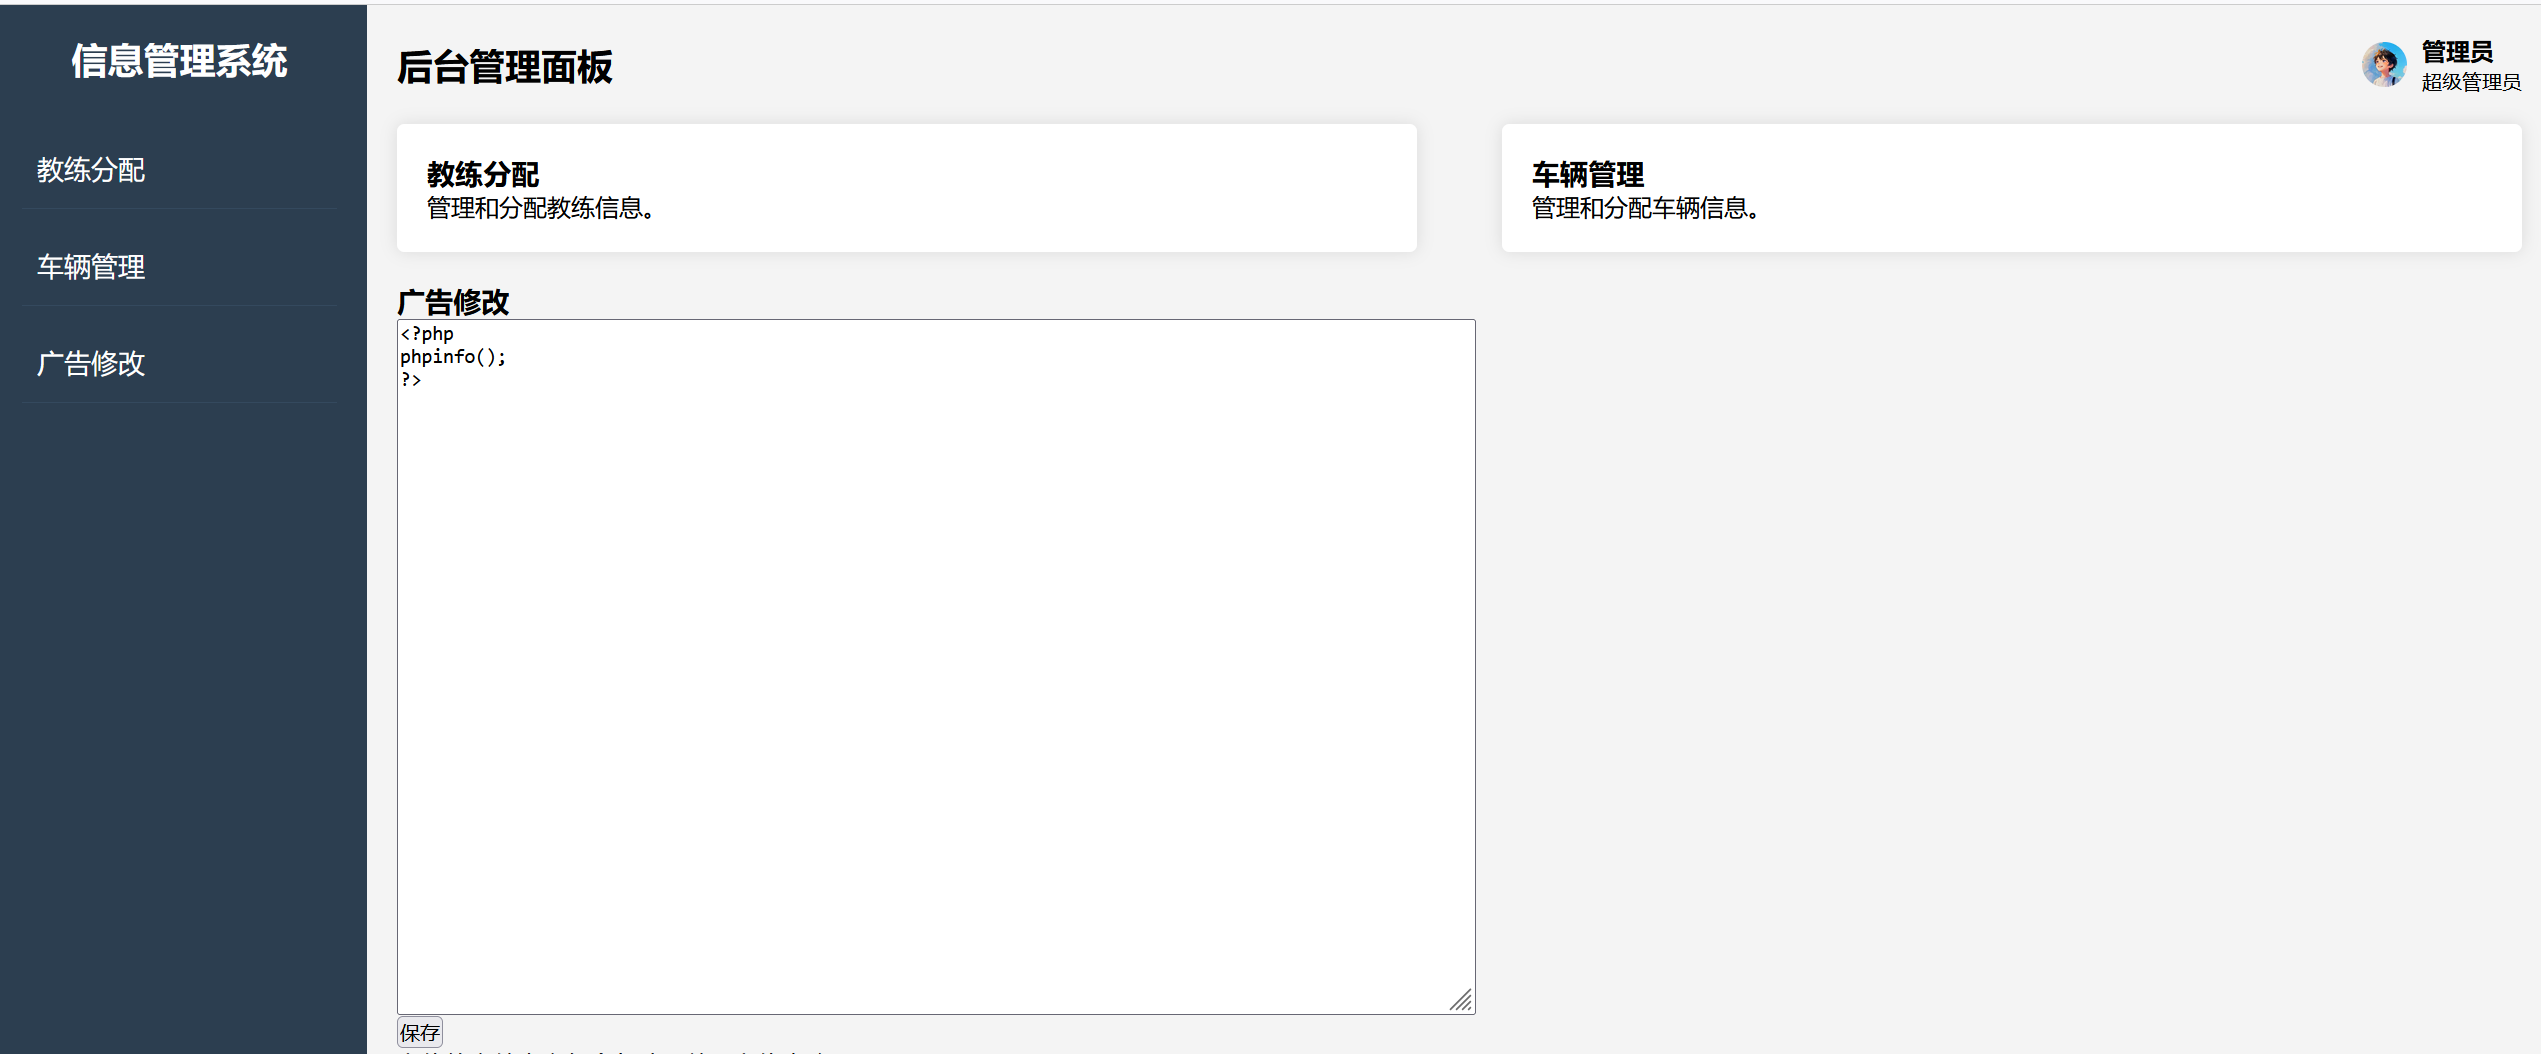 信息管理系统
教练分配
车辆管理
广告修改
后台管理面板
管理员
超级管理员
教练分配
管理和分配教练信息。
车辆管理
管理和分配车辆信息。
广告修改
<?php
phpinfo();
?>
保存